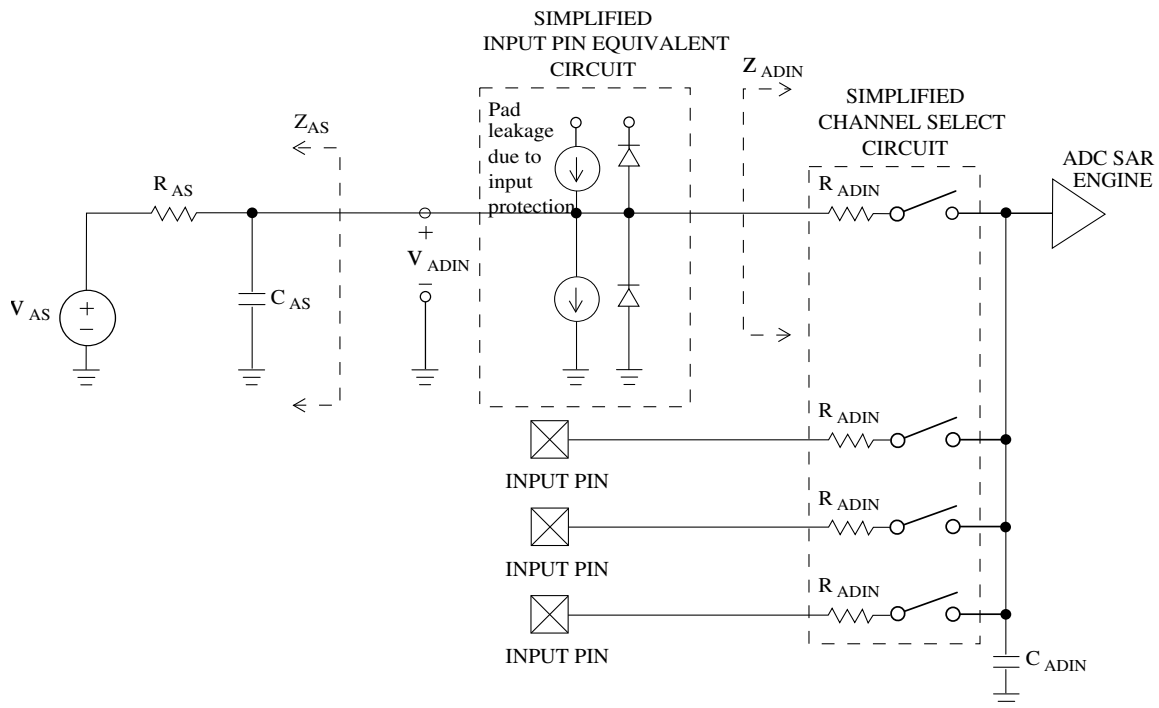 SIMPLIFIED
INPUT PIN EQUIVALENT
CIRCUIT
Z ADIN
SIMPLIFIED
CHANNEL SELECT
CIRCUIT
ADC SAR
ENGINE
Pad
leakage
due to
input
protection
Z AS
R AS
R ADIN
V ADIN
+
−
C AS
V AS
+
−
R ADIN
INPUT PIN
R ADIN
INPUT PIN
R ADIN
INPUT PIN
C ADIN